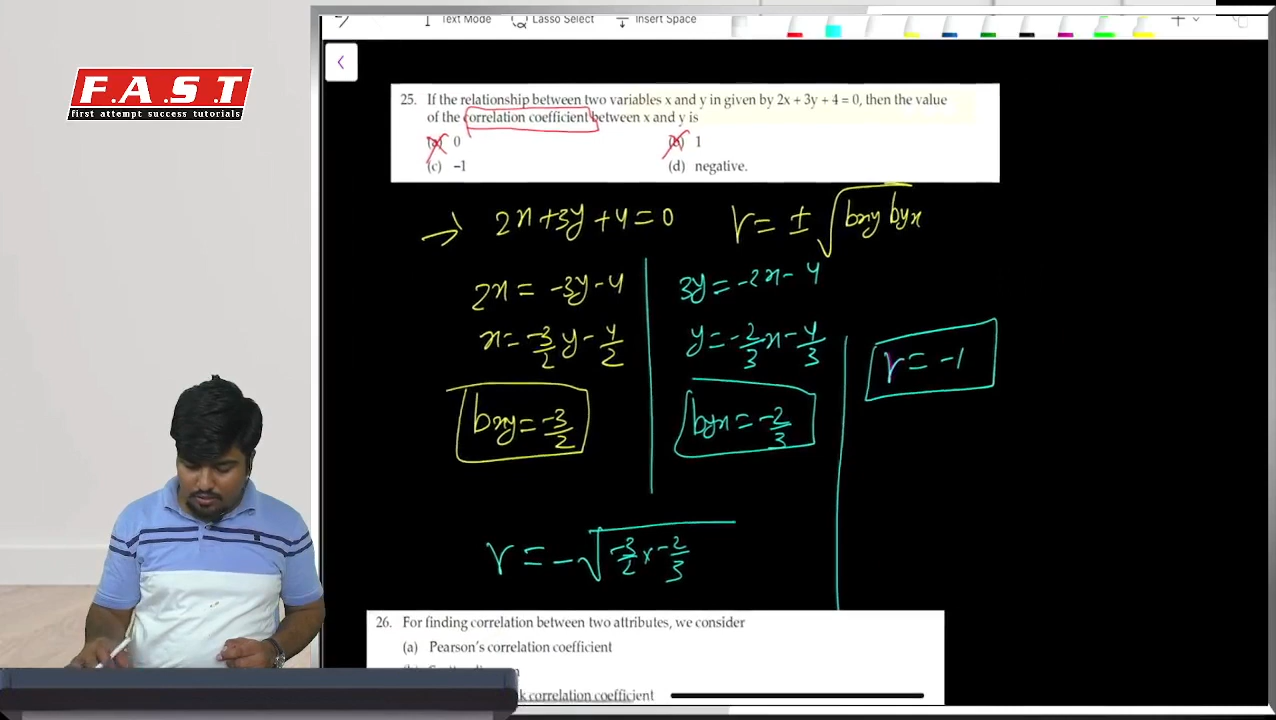 Text Mode Lasso Select Insert Space
F.A.S.T
first attempt success tutorials
25. If the relationship between two variables x and y in given by 2x + 3y + 4 = 0, then the value
of the correlation coefficient between x and y is
(a) 0 (b) 1
(c) –1 (d) negative.
→ 2x+3y+4=0 r = ± √bxy byx
2x = -3y-4
x = -3/2 y - 4/2
bxy = -3/2
3y = -2x - 4
y = -2/3 x - 4/3
byx = -2/3
r = -1
r = -√-3/2 x -2/3
26. For finding correlation between two attributes, we consider
(a) Pearson's correlation coefficient
k correlation coefficient